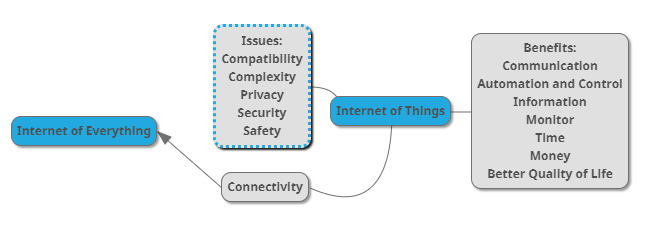 Issues:
Compatibility
Complexity
Privacy
Security
Safety
Internet of Things
Benefits:
Communication
Automation and Control
Information
Monitor
Time
Money
Better Quality of Life
Internet of Everything
Connectivity